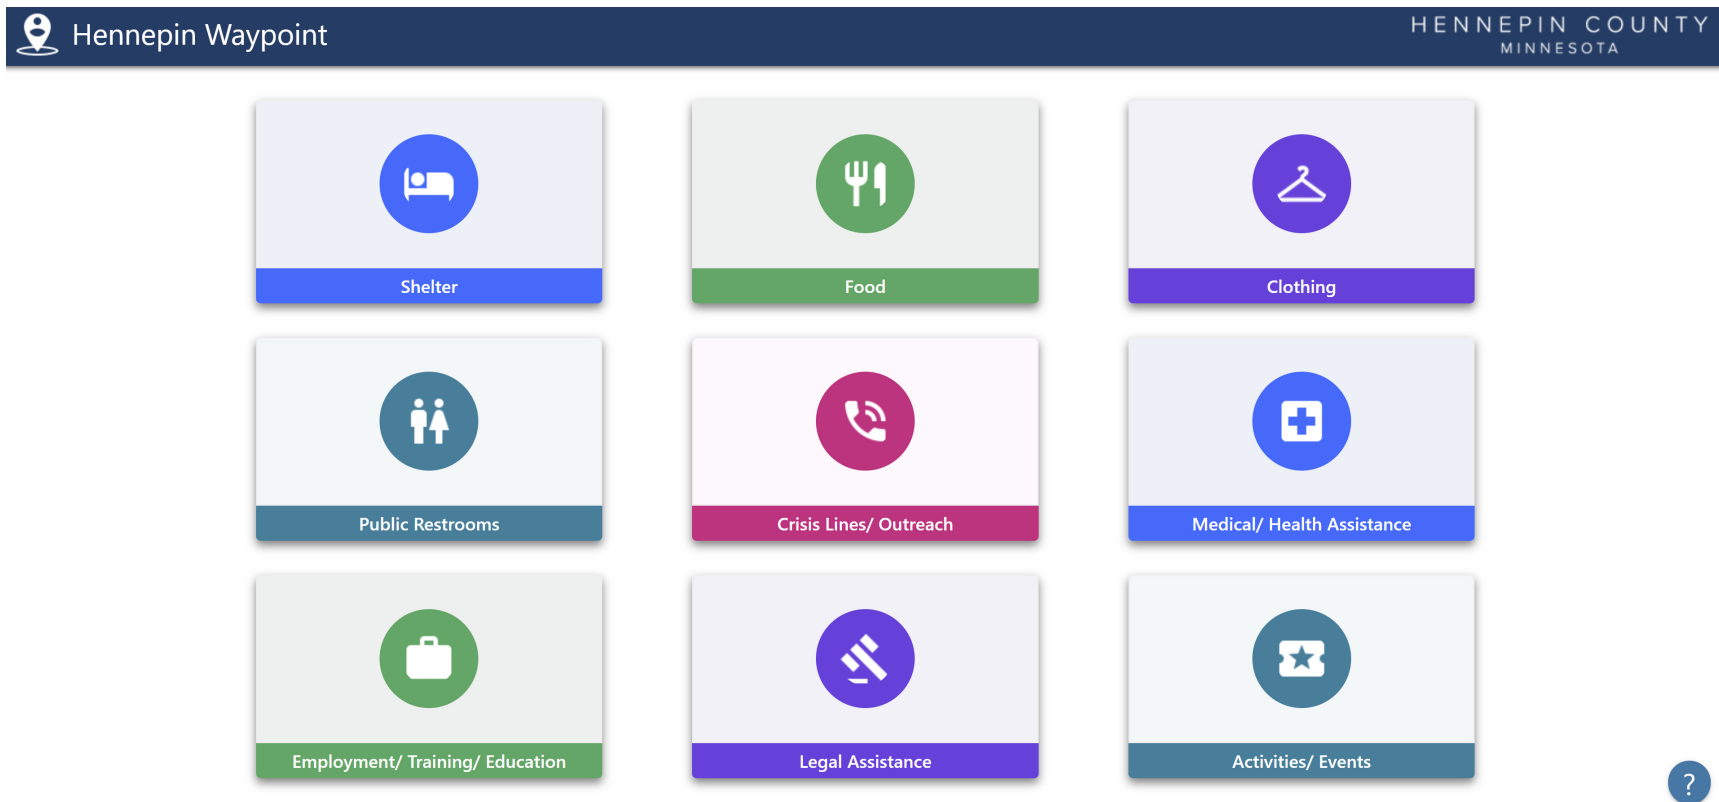 Hennepin Waypoint
HENNEPIN COUNTY
MINNESOTA
Shelter
Food
Clothing
Public Restrooms
Crisis Lines/ Outreach
Medical/ Health Assistance
Employment/ Training/ Education
Legal Assistance
Activities/ Events
?